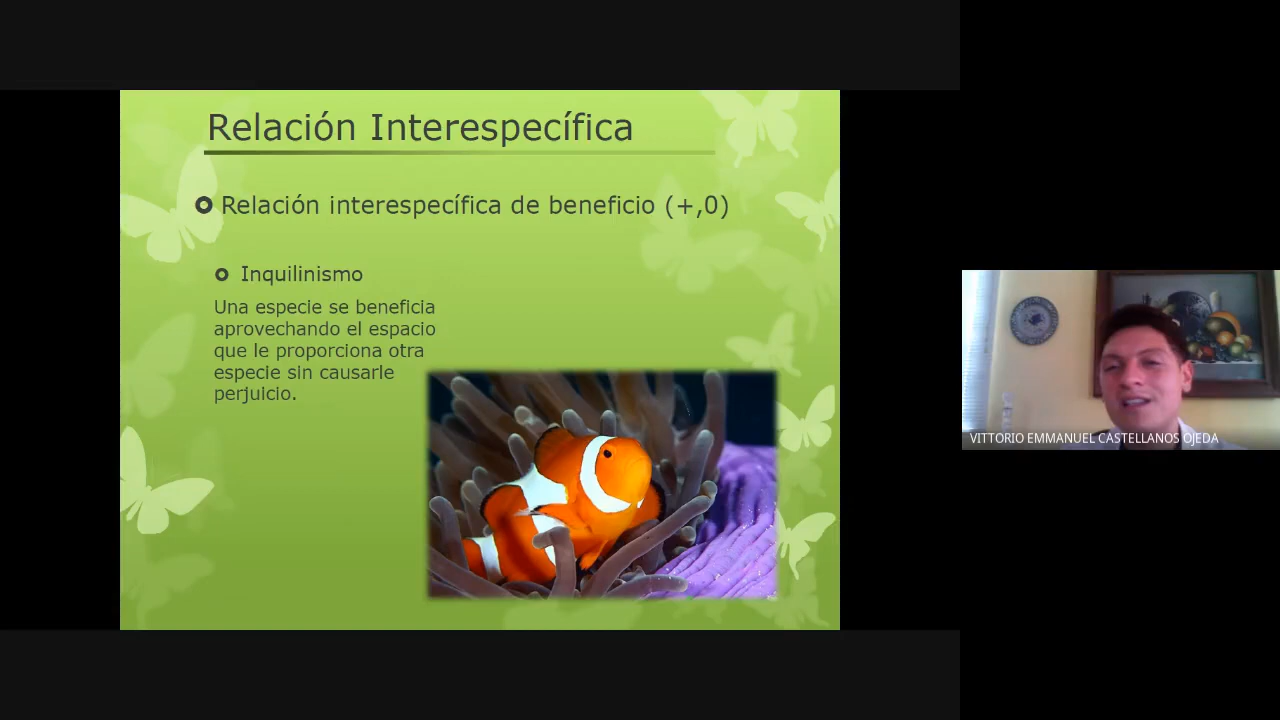 Relación Interespecífica
Relación interespecífica de beneficio (+,0)
Inquilinismo
Una especie se beneficia
aprovechando el espacio
que le proporciona otra
especie sin causarle
perjuicio.
VITTORIO EMMANUEL CASTELLANOS OJEDA